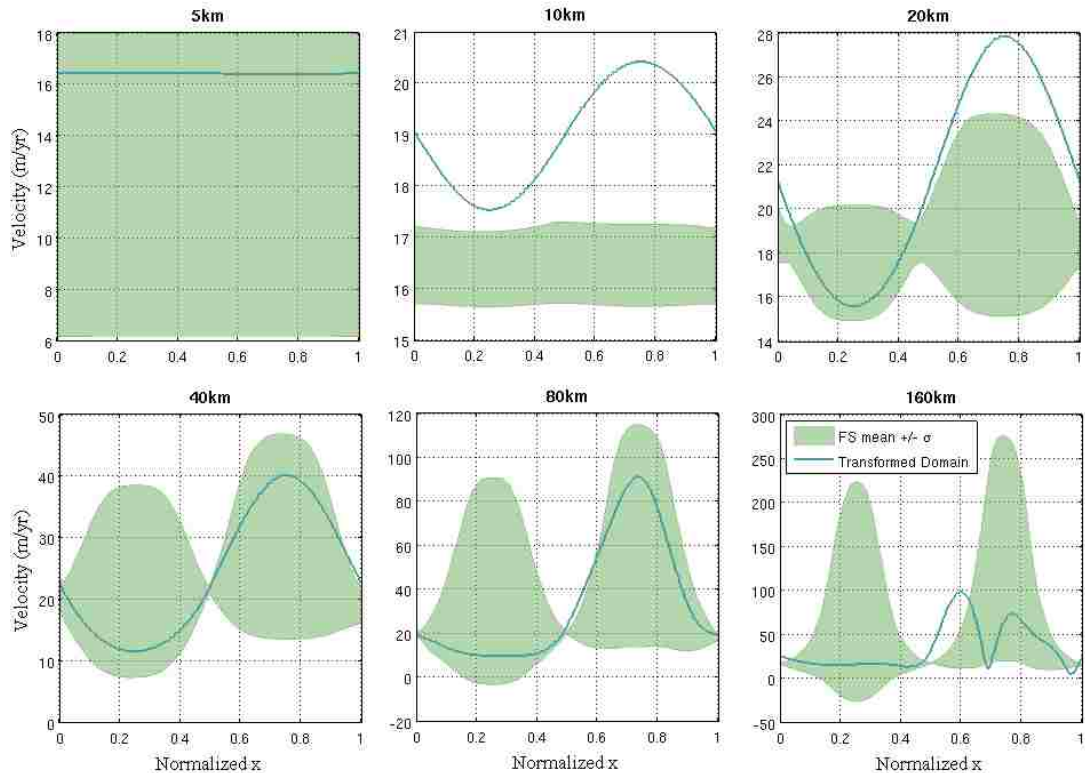 5km
10km
20km
Velocity (m/yr)
18
16
14
12
10
8
6
0 0.2 0.4 0.6 0.8 1
21
20
19
18
17
16
15
0 0.2 0.4 0.6 0.8 1
28
26
24
22
20
18
16
14
0 0.2 0.4 0.6 0.8 1
40km
80km
160km
Velocity (m/yr)
50
40
30
20
10
0
0 0.2 0.4 0.6 0.8 1
Normalized x
120
100
80
60
40
20
0
-20
0 0.2 0.4 0.6 0.8 1
Normalized x
300
250
200
150
100
50
0
-50
FS mean +/- σ
Transformed Domain
0 0.2 0.4 0.6 0.8 1
Normalized x